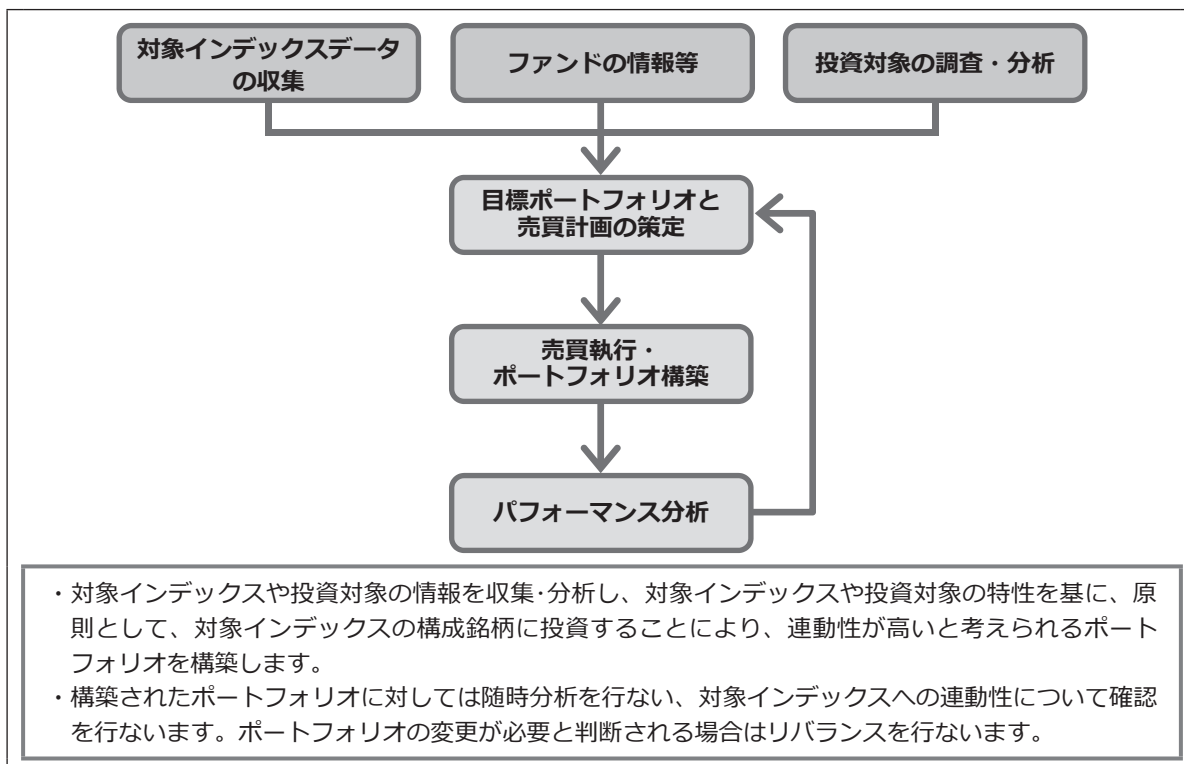 対象インデックスデータ
の収集
ファンドの情報等
投資対象の調査・分析
目標ポートフォリオと
売買計画の策定
売買執行・
ポートフォリオ構築
パフォーマンス分析
・対象インデックスや投資対象の情報を収集・分析し、対象インデックスや投資対象の特性を基に、原
則として、対象インデックスの構成銘柄に投資することにより、連動性が高いと考えられるポート
フォリオを構築します。
・構築されたポートフォリオに対しては随時分析を行ない、対象インデックスへの連動性について確認
を行ないます。ポートフォリオの変更が必要と判断される場合はリバランスを行ないます。